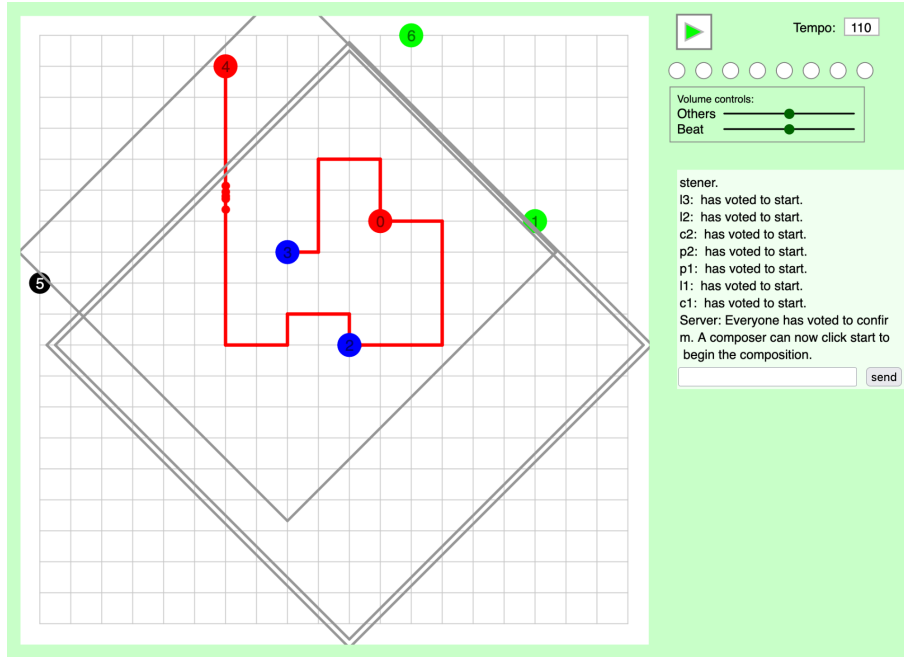 6
Tempo: 110
4
Volume controls:
Others
Beat
stener.
l3:  has voted to start.
0
1
l2:  has voted to start.
c2:  has voted to start.
3
p2:  has voted to start.
5
p1:  has voted to start.
l1:  has voted to start.
c1:  has voted to start.
Server: Everyone has voted to confir
2
m. A composer can now click start to
begin the composition.
send